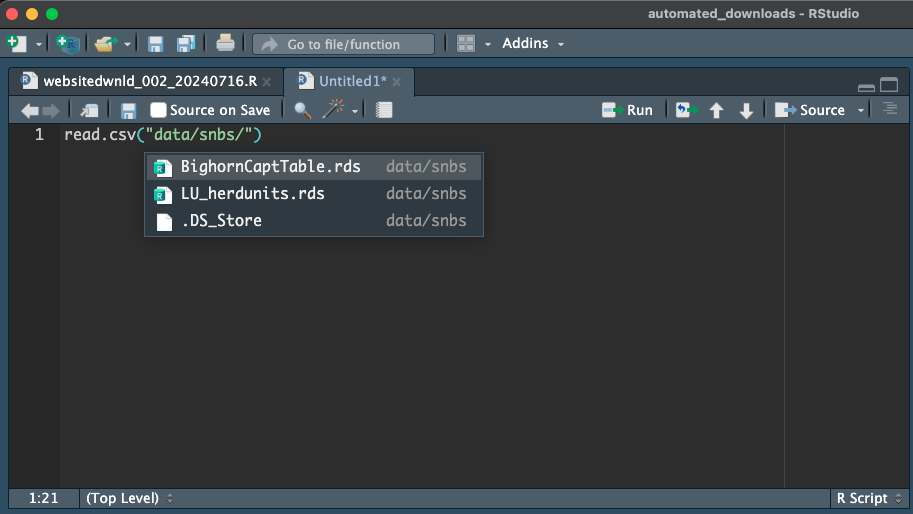 automated_downloads - RStudio
Go to file/function Addins
websitedwnld_002_20240716.R Untitled1*
Source on Save Run Source
1 read.csv("data/snbs/")
BighornCaptTable.rds data/snbs
LU_herdunits.rds data/snbs
.DS_Store data/snbs
1:21 (Top Level) R Script